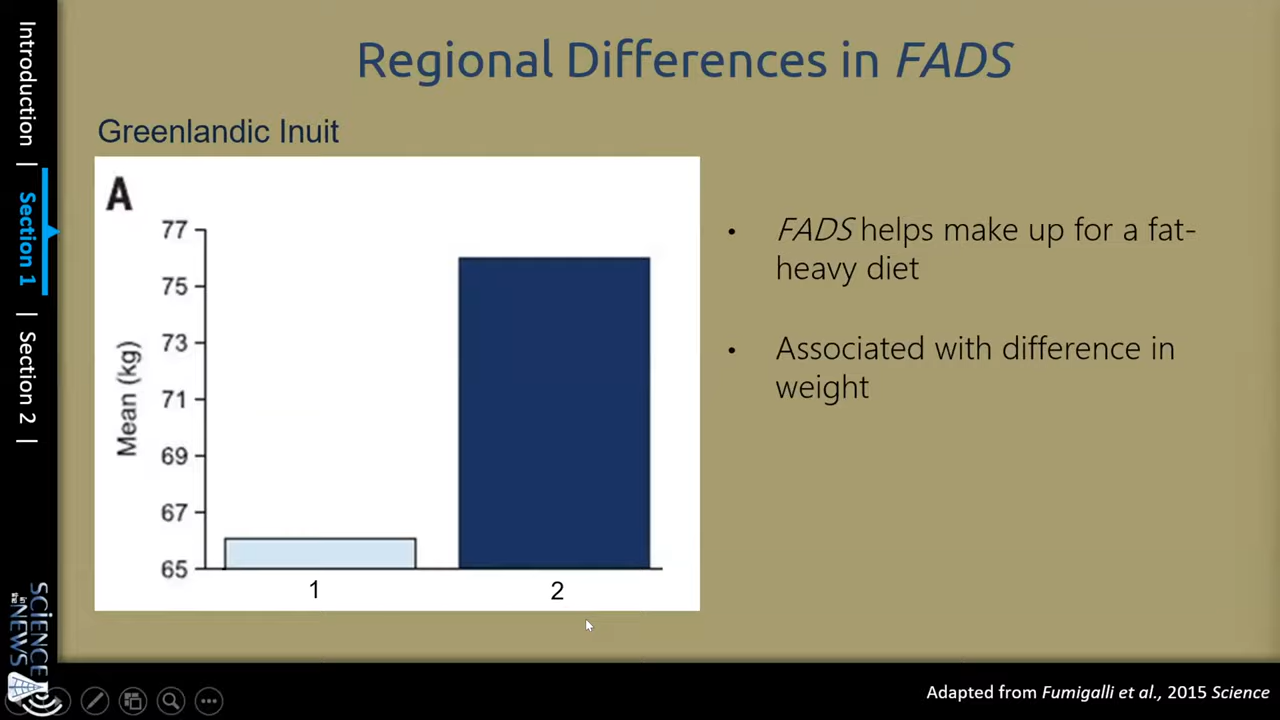 Regional Differences in FADS
Introduction |
Section 1
| Section 2 |
Greenlandic Inuit
A
77
75
73
71
69
67
65
Mean (kg)
1
2
• FADS helps make up for a fat-
heavy diet
• Associated with difference in
weight
SCIENCE
in the
NEWS
Adapted from Fumigalli et al., 2015 Science